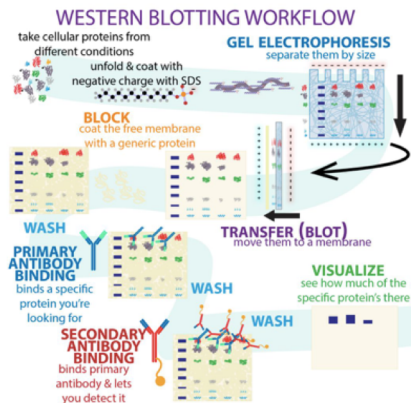 WESTERN BLOTTING WORKFLOW
take cellular proteins from
different conditions
unfold & coat with
negative charge with SDS
GEL ELECTROPHORESIS
separate them by size
BLOCK
coat the free membrane
with a generic protein
TRANSFER (BLOT)
move them to a membrane
WASH
PRIMARY
ANTIBODY
BINDING
binds a specific
protein you're
looking for
WASH
SECONDARY
ANTIBODY
BINDING
binds primary
antibody & lets
you detect it
WASH
VISUALIZE
see how much of the
specific protein's there